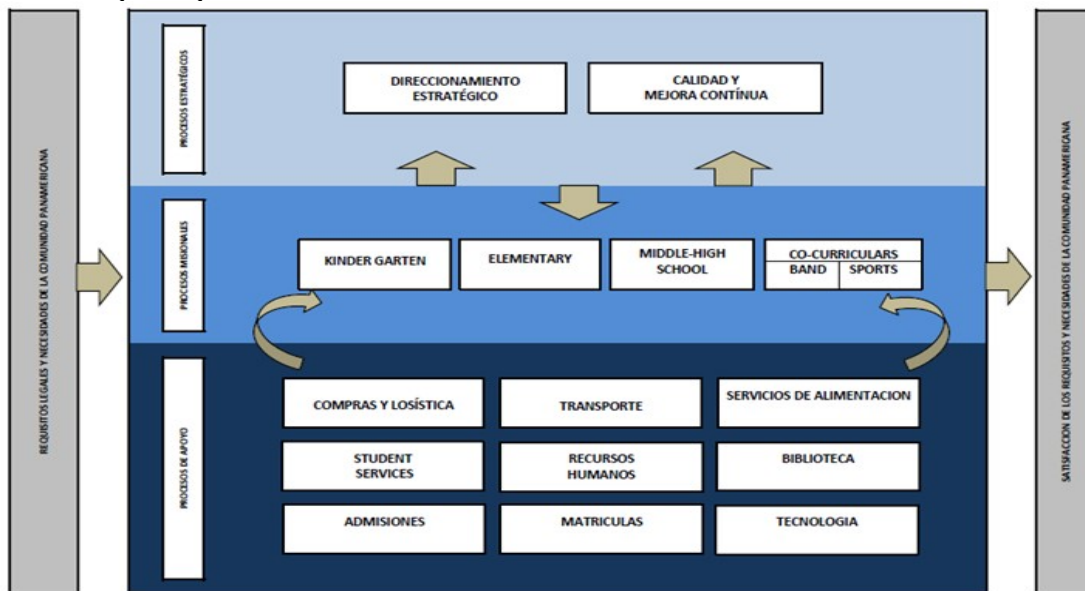 REQUISITOS LEGALES Y NECESIDADES DE LA COMUNIDAD PANAMERICANA
PROCESOS ESTRATÉGICOS
DIRECCIONAMIENTO
ESTRATÉGICO
CALIDAD Y
MEJORA CONTÍNUA
PROCESOS MISIONALES
KINDER GARTEN
ELEMENTARY
MIDDLE-HIGH
SCHOOL
CO-CURRICULARS
BAND
SPORTS
PROCESOS DE APOYO
COMPRAS Y LOSÍSTICA
TRANSPORTE
SERVICIOS DE ALIMENTACION
STUDENT
SERVICES
RECURSOS
HUMANOS
BIBLIOTECA
ADMISIONES
MATRICULAS
TECNOLOGIA
SATISFACCION DE LOS REQUISITOS Y NECESIDADES DE LA COMUNIDAD PANAMERICANA